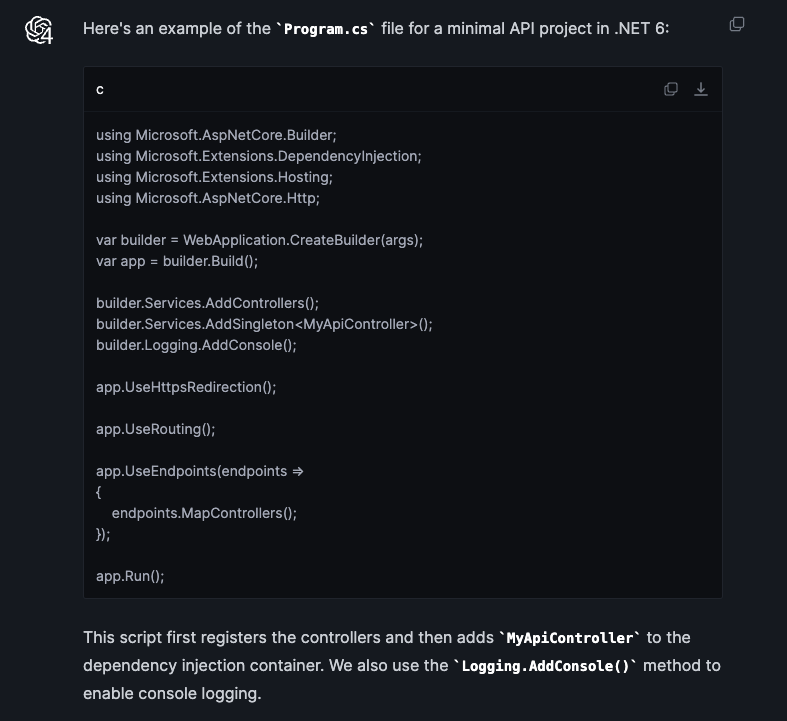 Here's an example of the `Program.cs` file for a minimal API project in .NET 6:
c
using Microsoft.AspNetCore.Builder;
using Microsoft.Extensions.DependencyInjection;
using Microsoft.Extensions.Hosting;
using Microsoft.AspNetCore.Http;
var builder = WebApplication.CreateBuilder(args);
var app = builder.Build();
builder.Services.AddControllers();
builder.Services.AddSingleton<MyApiController>();
builder.Logging.AddConsole();
app.UseHttpsRedirection();
app.UseRouting();
app.UseEndpoints(endpoints =>
{
    endpoints.MapControllers();
});
app.Run();
This script first registers the controllers and then adds `MyApiController` to the
dependency injection container. We also use the `Logging.AddConsole()` method to
enable console logging.